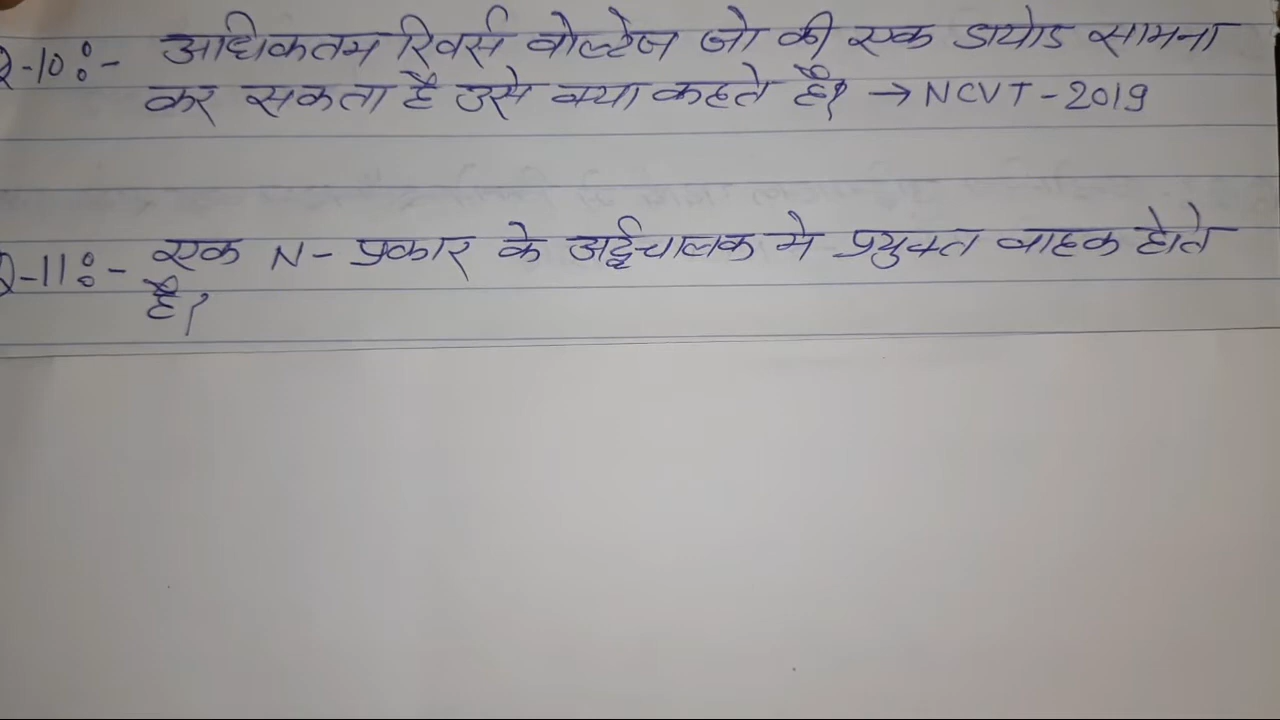 Q-10:- अधिकतम रिवर्स वोल्टेज जो की एक डायोड सामना
कर सकता है उसे क्या कहते है? → NCVT-2019
Q-11:- एक N- प्रकार के अर्द्धचालक मे प्रयुक्त वाहक होते
है?